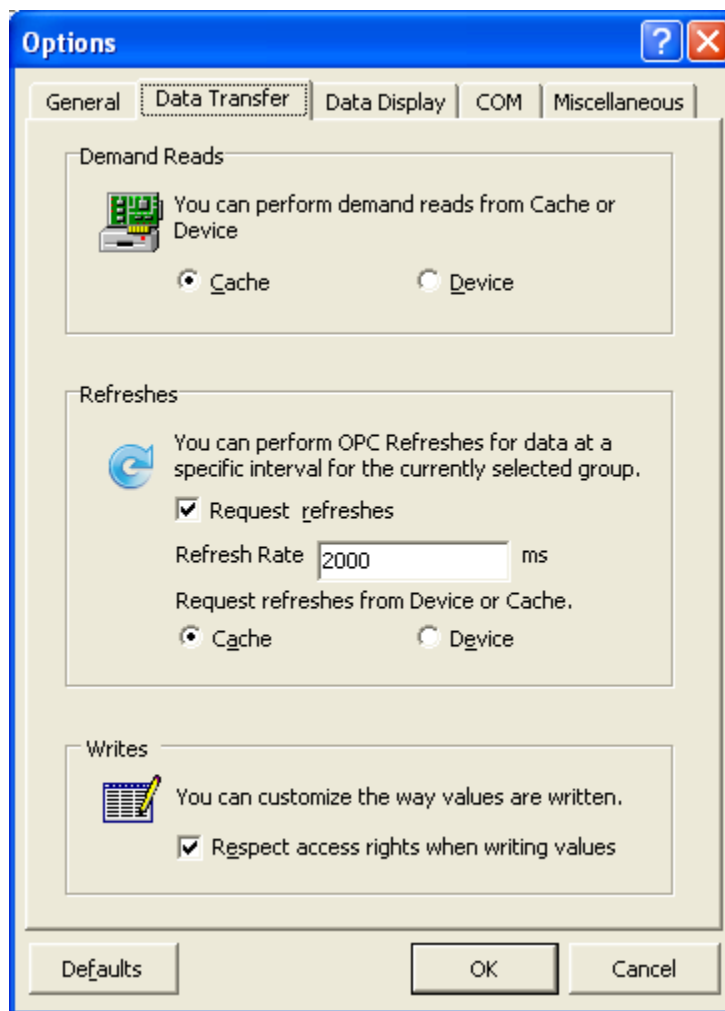 Options
General Data Transfer Data Display COM Miscellaneous
Demand Reads
You can perform demand reads from Cache or
Device
Cache Device
Refreshes
You can perform OPC Refreshes for data at a
specific interval for the currently selected group.
Request refreshes
Refresh Rate 2000 ms
Request refreshes from Device or Cache.
Cache Device
Writes
You can customize the way values are written.
Respect access rights when writing values
Defaults OK Cancel